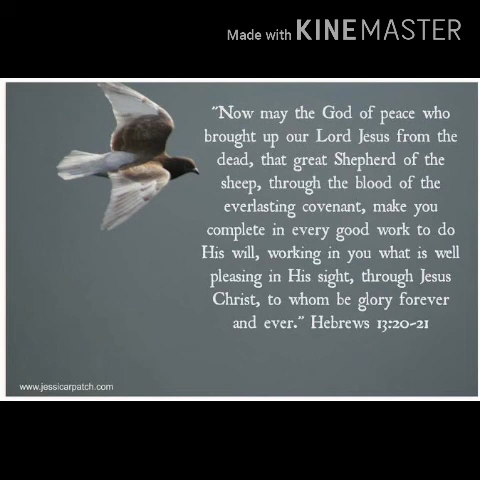 Made with KINEMASTER
"Now may the God of peace who
brought up our Lord Jesus from the
dead, that great Shepherd of the
sheep, through the blood of the
everlasting covenant, make you
complete in every good work to do
His will, working in you what is well
pleasing in His sight, through Jesus
Christ, to whom be glory forever
and ever." Hebrews 13:20-21
www.jessicarpatch.com